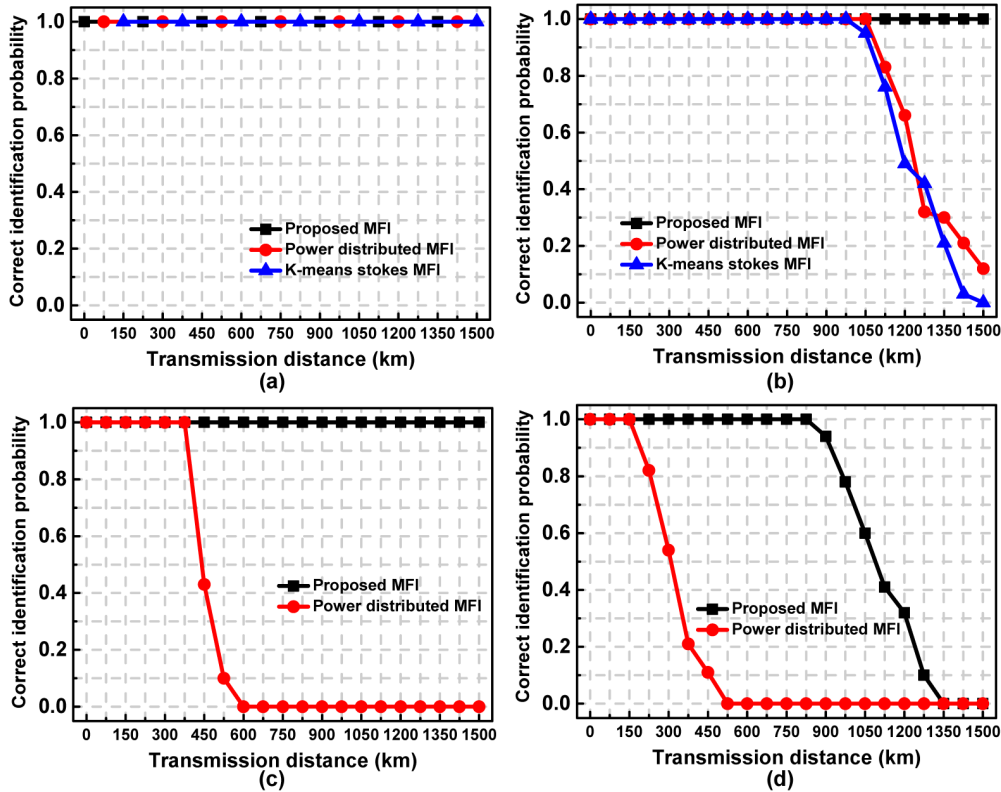 Correct identification probability
1.0
0.8
0.6
0.4
0.2
0.0
Proposed MFI
Power distributed MFI
K-means stokes MFI
0 150 300 450 600 750 900 1050 1200 1350 1500
Transmission distance (km)
(a)
Correct identification probability
1.0
0.8
0.6
0.4
0.2
0.0
Proposed MFI
Power distributed MFI
K-means stokes MFI
0 150 300 450 600 750 900 1050 1200 1350 1500
Transmission distance (km)
(b)
Correct identification probability
1.0
0.8
0.6
0.4
0.2
0.0
Proposed MFI
Power distributed MFI
0 150 300 450 600 750 900 1050 1200 1350 1500
Transmission distance (km)
(c)
Correct identification probability
1.0
0.8
0.6
0.4
0.2
0.0
Proposed MFI
Power distributed MFI
0 150 300 450 600 750 900 1050 1200 1350 1500
Transmission distance (km)
(d)